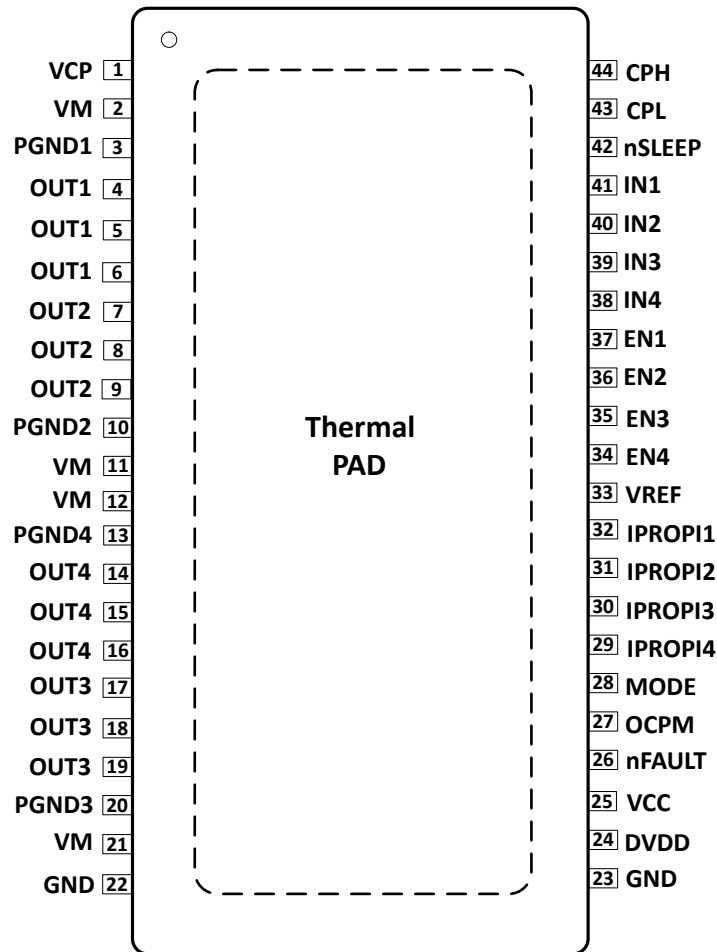 VCP 1
VM 2
PGND1 3
OUT1 4
OUT1 5
OUT1 6
OUT2 7
OUT2 8
OUT2 9
PGND2 10
VM 11
VM 12
PGND4 13
OUT4 14
OUT4 15
OUT4 16
OUT3 17
OUT3 18
OUT3 19
PGND3 20
VM 21
GND 22
Thermal
PAD
44 CPH
43 CPL
42 nSLEEP
41 IN1
40 IN2
39 IN3
38 IN4
37 EN1
36 EN2
35 EN3
34 EN4
33 VREF
32 IPROPI1
31 IPROPI2
30 IPROPI3
29 IPROPI4
28 MODE
27 OCPM
26 nFAULT
25 VCC
24 DVDD
23 GND